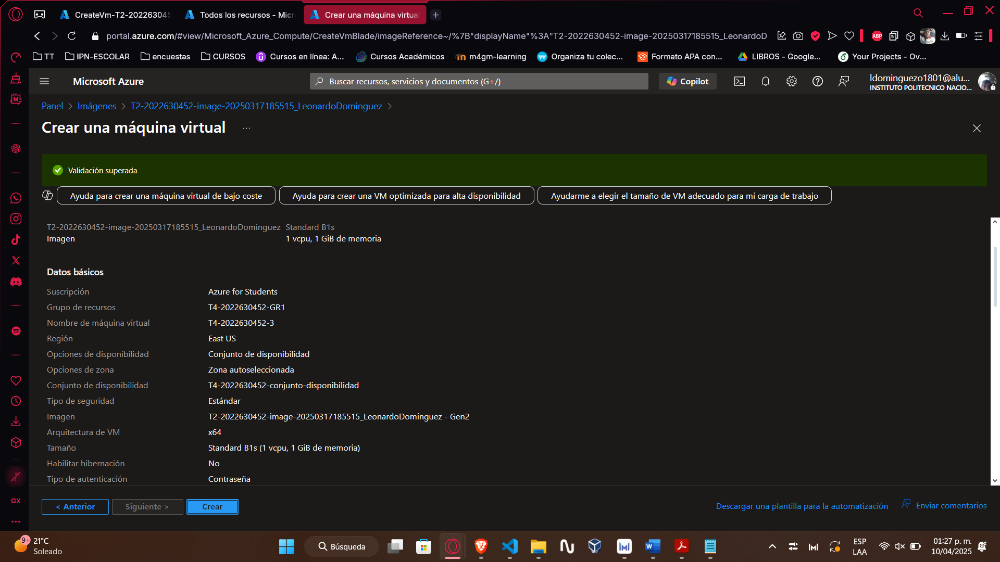 CreateVm-T2-202263045
Todos los recursos - Micr
Crear una máquina virtual
portal.azure.com/#view/Microsoft_Azure_Compute/CreateVmBlade/imageReference~/%7B"displayName"%3A"T2-2022630452-image-20250317185515_LeonardoD
ABP
TT
IPN-ESCOLAR
encuestas
CURSOS
Cursos en línea: A...
Cursos Académicos
m4gm-learning
Organiza tu colec...
Formato APA con...
LIBROS - Google...
Your Projects - Ov...
Microsoft Azure
Buscar recursos, servicios y documentos (G+/)
Copilot
ldominguezo1801@alu...
INSTITUTO POLITECNICO NACIO...
Panel > Imágenes > T2-2022630452-image-20250317185515_LeonardoDominguez >
Crear una máquina virtual ...
Validación superada
Ayuda para crear una máquina virtual de bajo coste
Ayuda para crear una VM optimizada para alta disponibilidad
Ayudarme a elegir el tamaño de VM adecuado para mi carga de trabajo
T2-2022630452-image-20250317185515_LeonardoDominguez Standard B1s
Imagen 1 vcpu, 1 GiB de memoria
Datos básicos
Suscripción Azure for Students
Grupo de recursos T4-2022630452-GR1
Nombre de máquina virtual T4-2022630452-3
Región East US
Opciones de disponibilidad Conjunto de disponibilidad
Opciones de zona Zona autoseleccionada
Conjunto de disponibilidad T4-2022630452-conjunto-disponibilidad
Tipo de seguridad Estándar
Imagen T2-2022630452-image-20250317185515_LeonardoDominguez - Gen2
Arquitectura de VM x64
Tamaño Standard B1s (1 vcpu, 1 GiB de memoria)
Habilitar hibernación No
Tipo de autenticación Contraseña
GX
< Anterior
Siguiente >
Crear
Descargar una plantilla para la automatización
Enviar comentarios
9+
21°C
Soleado
Búsqueda
ESP
LAA
01:27 p. m.
10/04/2025